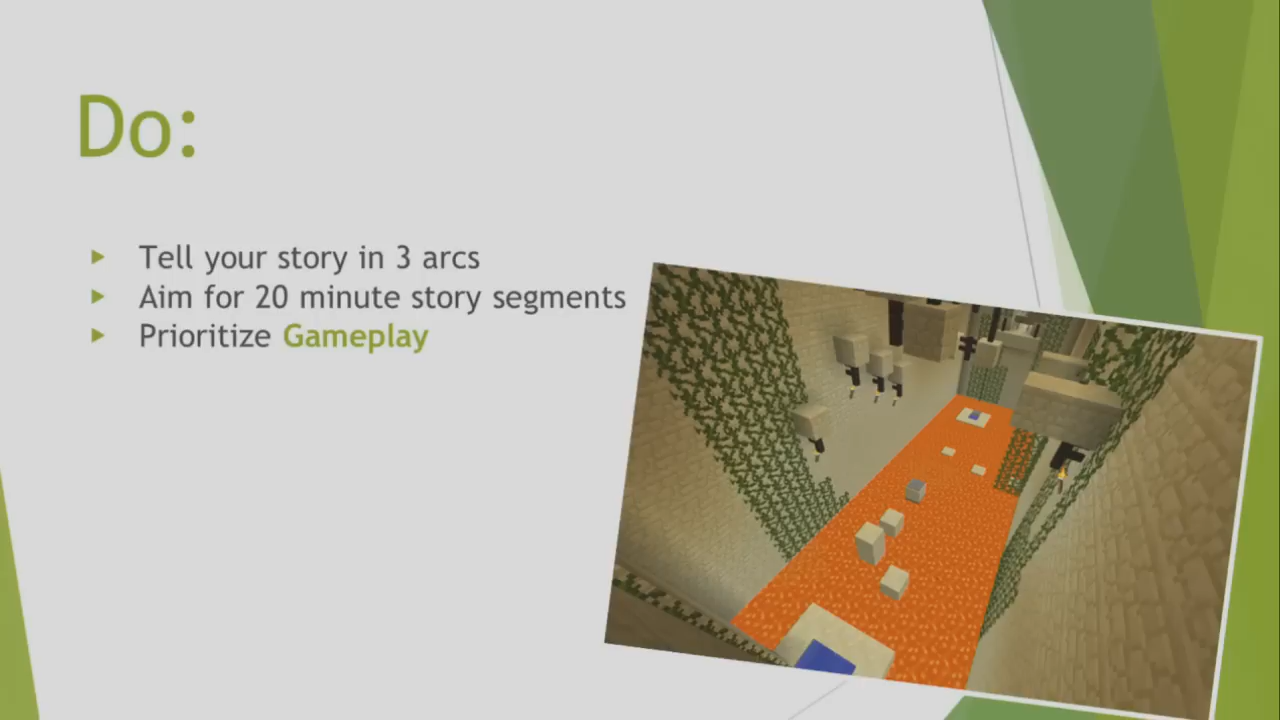 Do:
Tell your story in 3 arcs
Aim for 20 minute story segments
Prioritize Gameplay